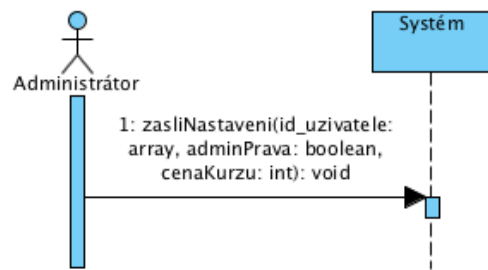 Systém
Administrátor
1: zasliNastaveni(id_uzivatele:
array, adminPrava: boolean,
cenaKurzu: int): void